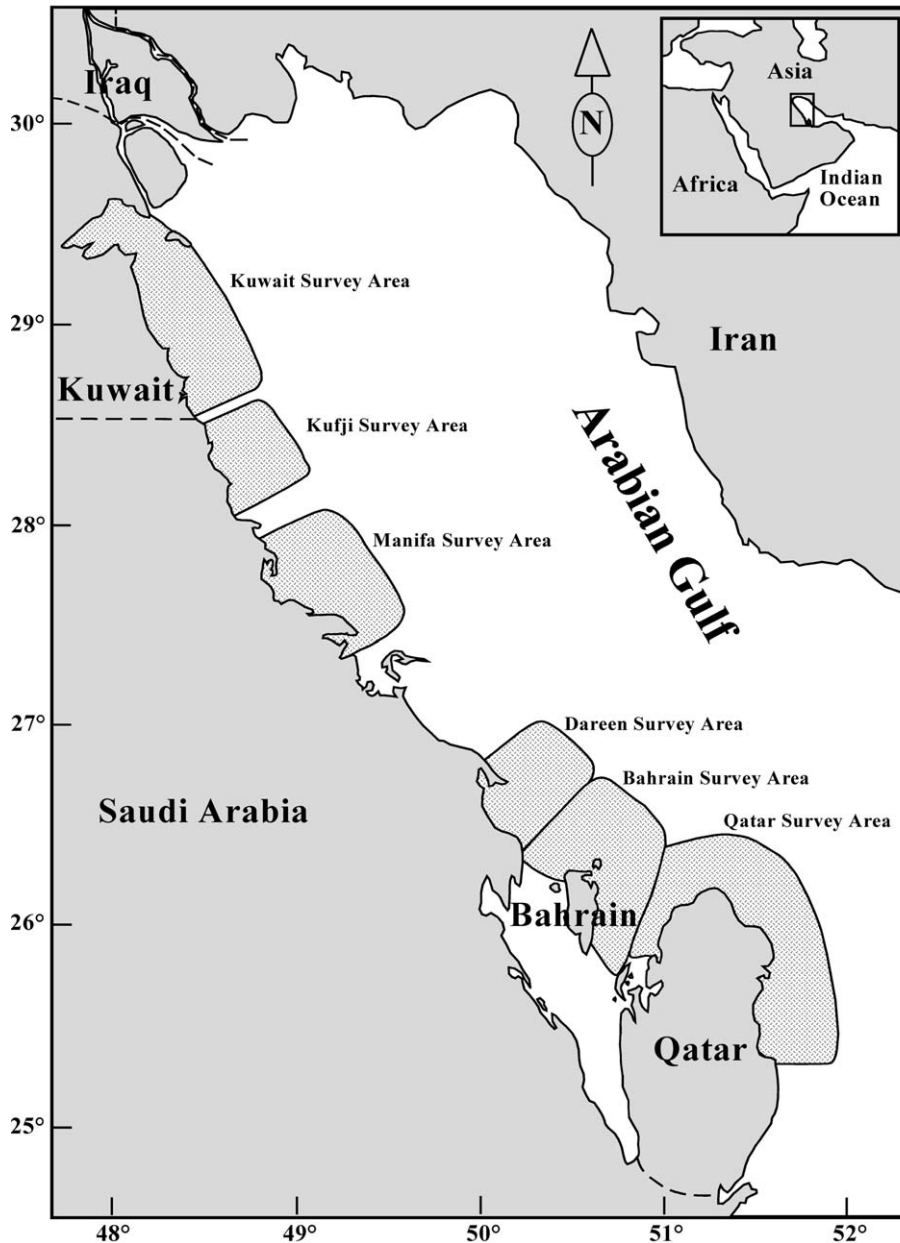 Iraq
N
Asia
Africa
Indian
Ocean
30°
Kuwait Survey Area
29°
Iran
Kuwait
Kufji Survey Area
Arabian Gulf
28°
Manifa Survey Area
27°
Dareen Survey Area
Bahrain Survey Area
Saudi Arabia
Qatar Survey Area
26°
Bahrain
Qatar
25°
48°
49°
50°
51°
52°